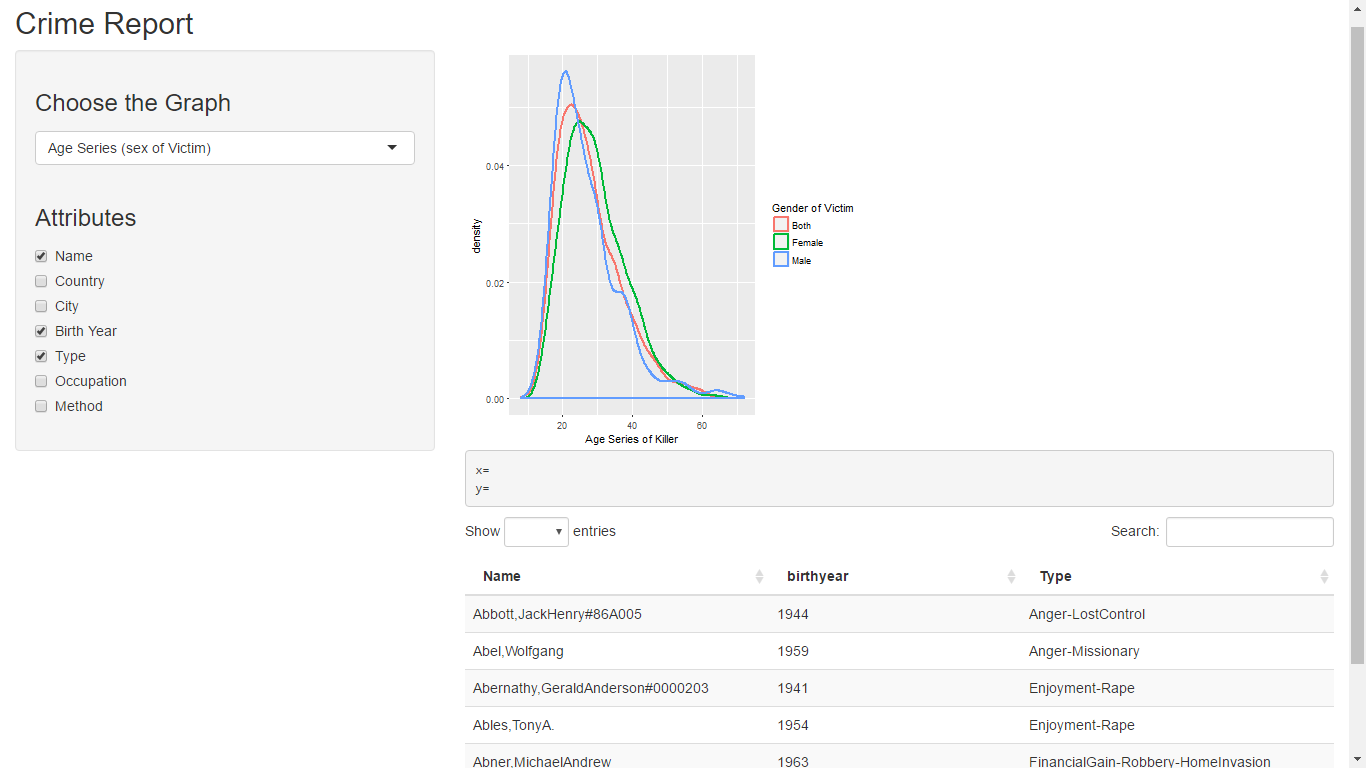 Crime Report
Choose the Graph
Age Series (sex of Victim)
Attributes
Name
Country
City
Birth Year
Type
Occupation
Method
density
0.04
0.02
0.00
20 40 60
Age Series of Killer
Gender of Victim
Both
Female
Male
x=
y=
Show entries Search:
Name birthyear Type
Abbott,JackHenry#86A005 1944 Anger-LostControl
Abel,Wolfgang 1959 Anger-Missionary
Abernathy,GeraldAnderson#0000203 1941 Enjoyment-Rape
Ables,TonyA. 1954 Enjoyment-Rape
Abner,MichaelAndrew 1963 FinancialGain-Robbery-HomeInvasion